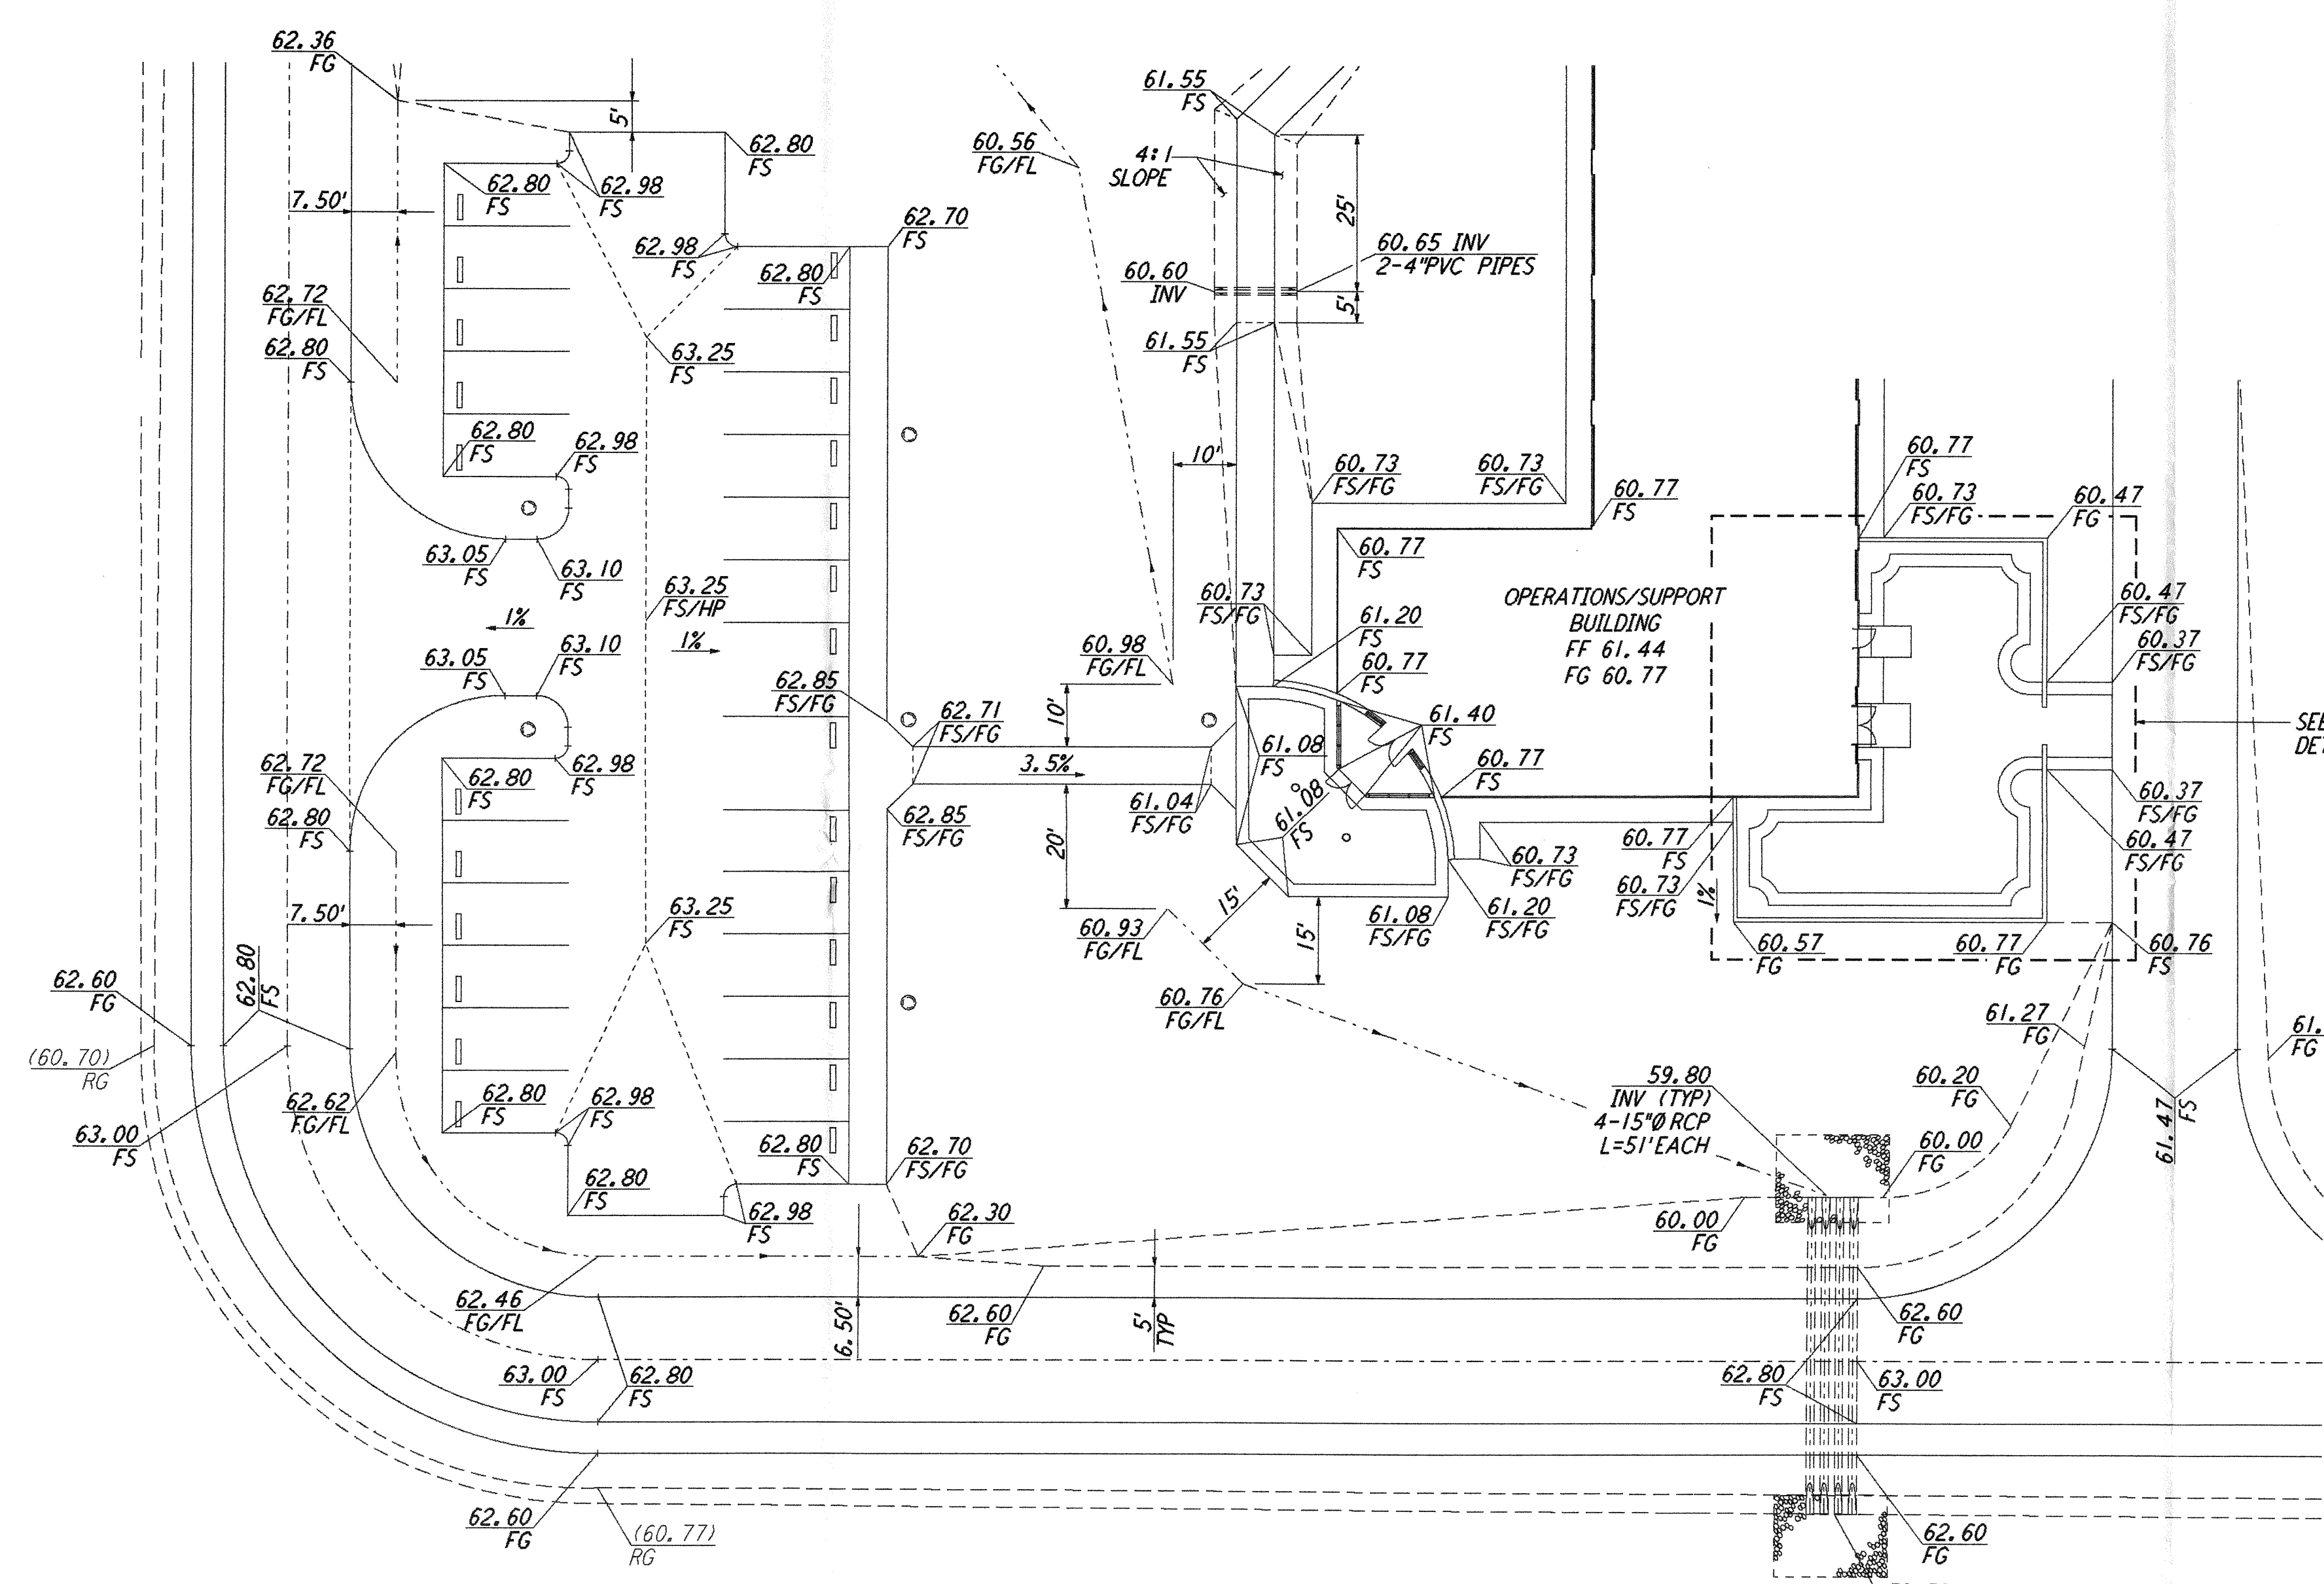 62.36
FG
5'
62.80
FS
62.80
FS
62.98
FS
7.50'
62.98
FS
62.70
FS
62.80
FS
62.72
FG/FL
62.80
FS
63.25
FS
62.80
FS
62.98
FS
63.05
FS
63.10
FS
63.25
FS/HP
1%
1%
63.05
FS
63.10
FS
62.85
FS/FG
62.71
FS/FG
62.72
FG/FL
62.80
FS
62.80
FS
62.98
FS
3.5%
62.85
FS/FG
7.50'
63.25
FS
62.80
FS
62.60
FG
(60.70)
RG
63.00
FS
62.62
FG/FL
62.80
FS
62.98
FS
62.80
FS
62.70
FS/FG
62.80
FS
62.98
FS
62.30
FG
62.46
FG/FL
6.50'
62.60
FG
5'
TYP
63.00
FS
62.80
FS
62.60
FG
(60.77)
RG
61.55
FS
60.56
FG/FL
4:1
SLOPE
25'
60.65 INV
2-4"PVC PIPES
60.60
INV
5'
61.55
FS
10'
60.73
FS/FG
60.73
FS/FG
60.77
FS
60.77
FS
60.73
FS/FG
61.20
FS
60.77
FS
60.98
FG/FL
10'
OPERATIONS/SUPPORT
BUILDING
FF 61.44
FG 60.77
61.40
FS
61.08
FS
61.08
FS
60.77
FS
61.04
FS/FG
20'
60.93
FG/FL
15'
15'
61.08
FS/FG
60.73
FS/FG
61.20
FS/FG
60.76
FG/FL
60.77
FS
60.73
FS/FG
60.47
FG
60.47
FS/FG
60.37
FS/FG
SEE
DET
60.37
FS/FG
60.47
FS/FG
60.77
FS
60.73
FS/FG
1%
60.57
FG
60.77
FG
60.76
FS
61.27
FG
61.
FG
59.80
INV (TYP)
4-15"Ø RCP
L=51'EACH
60.20
FG
60.00
FG
61.47
FS
60.00
FG
62.60
FG
62.80
FS
63.00
FS
62.60
FG